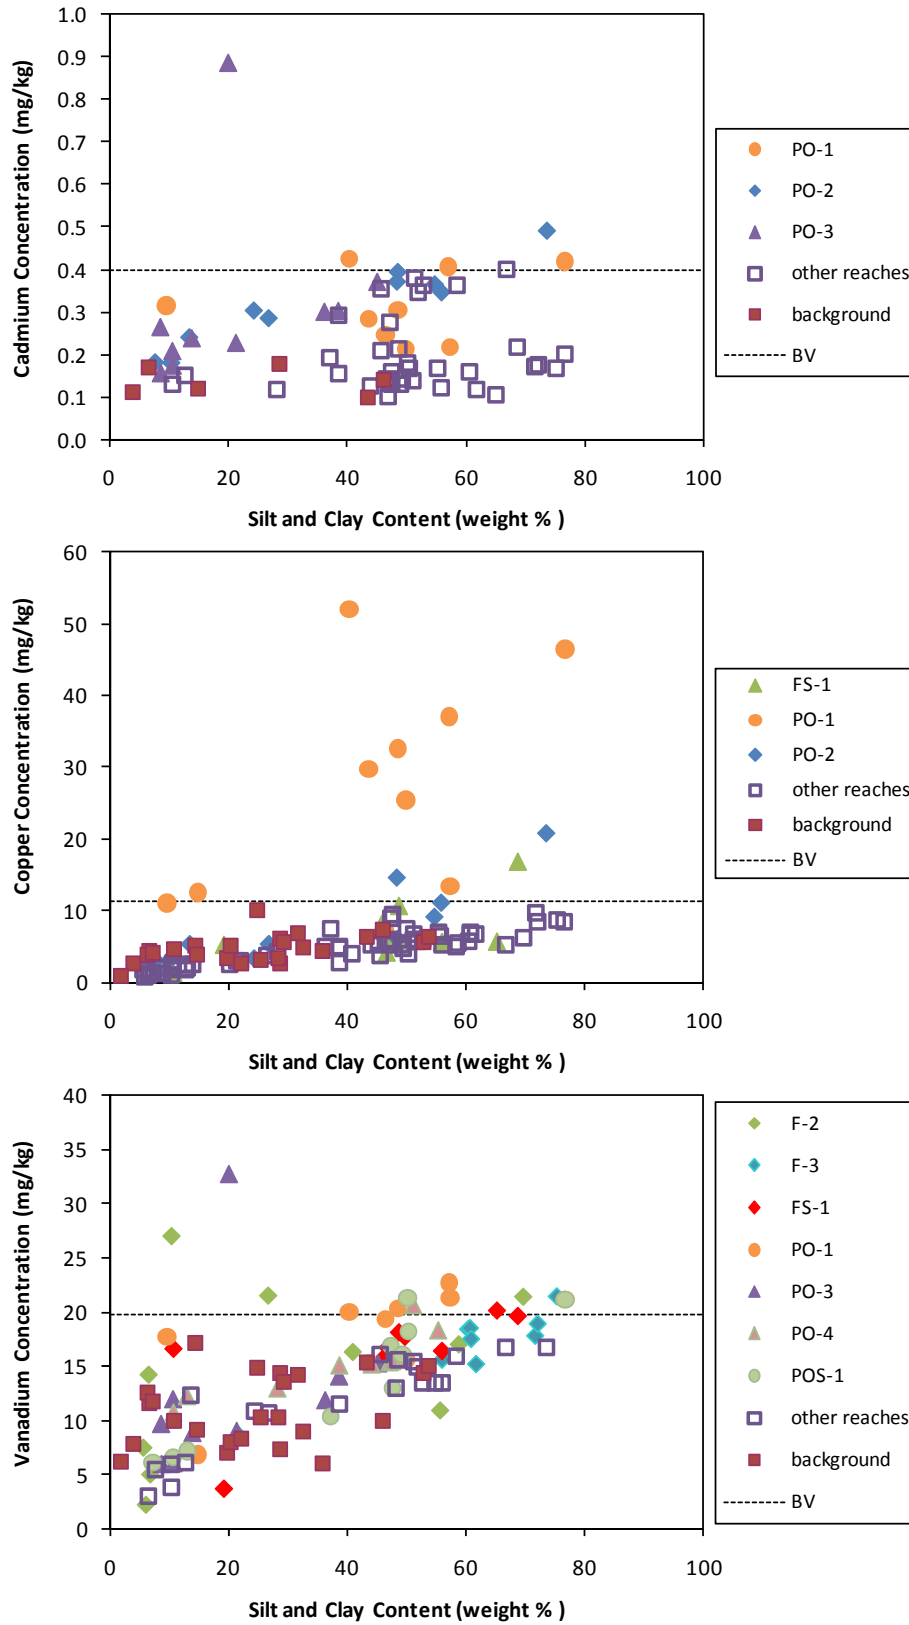 Cadmium Concentration (mg/kg)
1.0
0.9
0.8
0.7
0.6
0.5
0.4
0.3
0.2
0.1
0.0
0 20 40 60 80 100
Silt and Clay Content (weight % )
PO-1
PO-2
PO-3
other reaches
background
BV
Copper Concentration (mg/kg)
60
50
40
30
20
10
0
0 20 40 60 80 100
Silt and Clay Content (weight % )
FS-1
PO-1
PO-2
other reaches
background
BV
Vanadium Concentration (mg/kg)
40
35
30
25
20
15
10
5
0
0 20 40 60 80 100
Silt and Clay Content (weight % )
F-2
F-3
FS-1
PO-1
PO-3
PO-4
POS-1
other reaches
background
BV